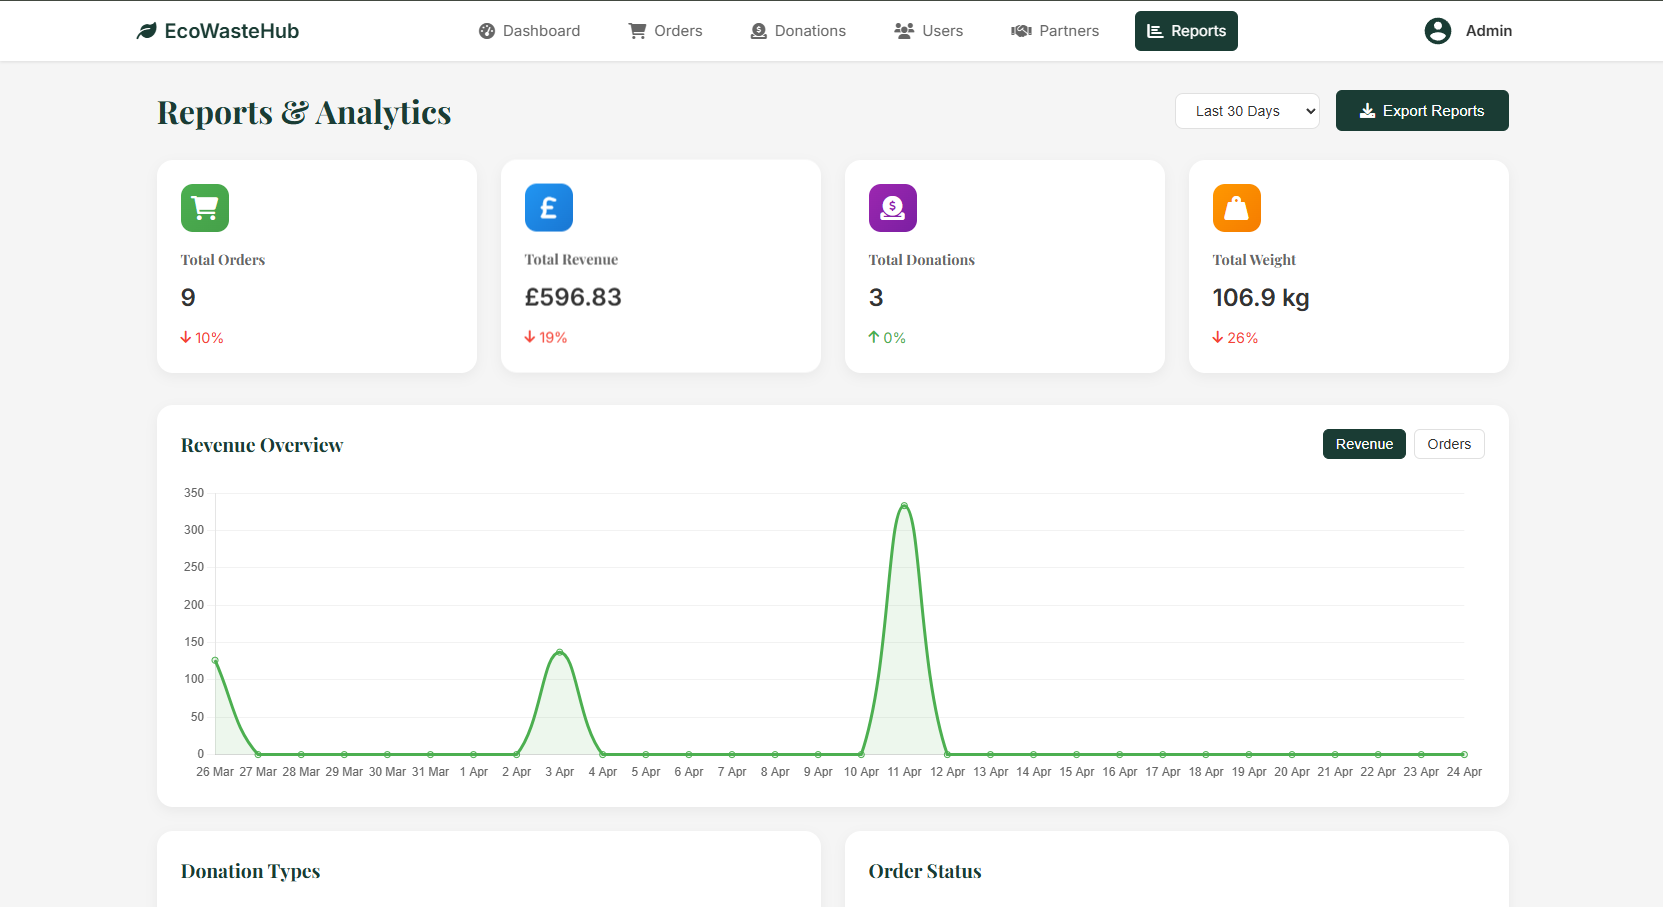 EcoWasteHub
Dashboard
Orders
Donations
Users
Partners
Reports
Admin
Reports & Analytics
Last 30 Days
Export Reports
£
$
Total Orders
9
10%
Total Revenue
£596.83
19%
Total Donations
3
0%
Total Weight
106.9 kg
26%
Revenue Overview
Revenue
Orders
350
300
250
200
150
100
50
0
26 Mar 27 Mar 28 Mar 29 Mar 30 Mar 31 Mar 1 Apr 2 Apr 3 Apr 4 Apr 5 Apr 6 Apr 7 Apr 8 Apr 9 Apr 10 Apr 11 Apr 12 Apr 13 Apr 14 Apr 15 Apr 16 Apr 17 Apr 18 Apr 19 Apr 20 Apr 21 Apr 22 Apr 23 Apr 24 Apr
Donation Types
Order Status